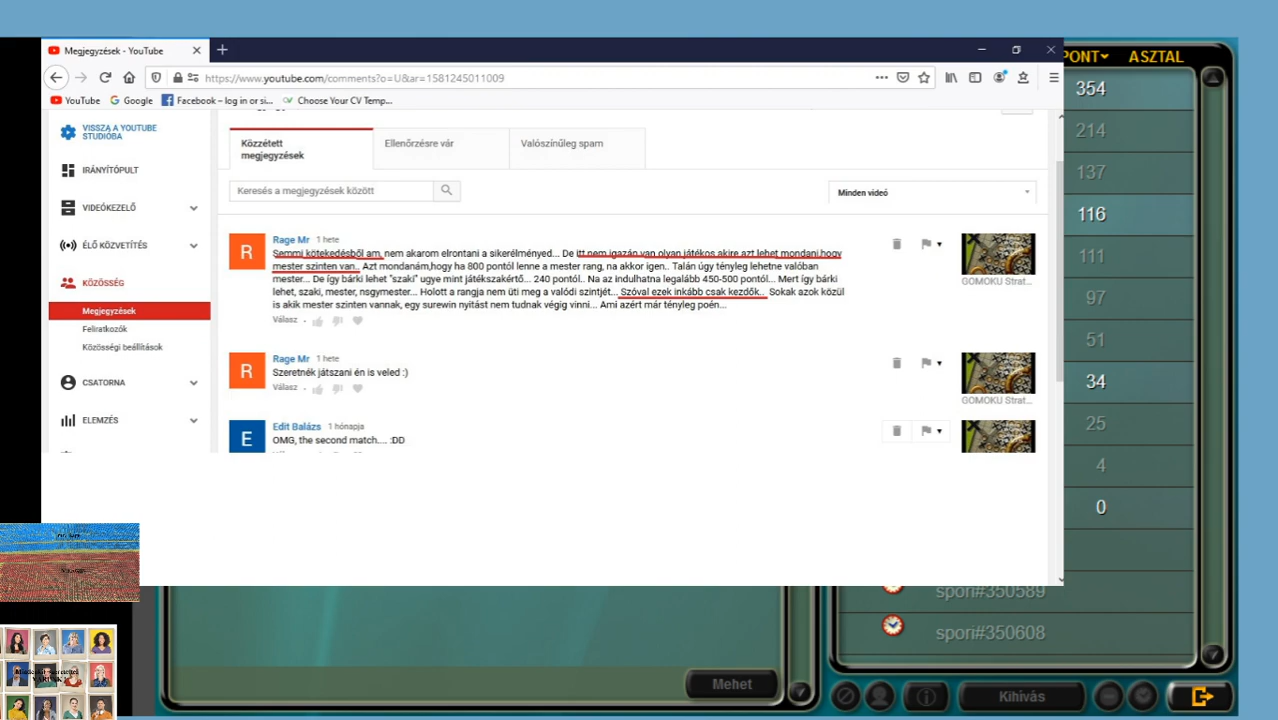 Megjegyzések - YouTube
PONT ASZTAL
https://www.youtube.com/comments?o=U&ar=1581245011009
YouTube Google Facebook – log in or si... Choose Your CV Temp...
VISSZA A YOUTUBE
STÚDIÓBA
IRÁNYÍTÓPULT
VIDEÓKEZELŐ
ÉLŐ KÖZVETÍTÉS
KÖZÖSSÉG
Megjegyzések
Feliratkozók
Közösségi beállítások
CSATORNA
ELEMZÉS
Közzétett
megjegyzések
Ellenőrzésre vár
Valószínűleg spam
Keresés a megjegyzések között
Minden videó
R
Rage Mr 1 hete
Semmi kötekedésből am, nem akarom elrontani a sikerélményed... De itt nem igazán van olyan játékos akire azt lehet mondani,hogy
mester szinten van.. Azt mondanám,hogy ha 800 pontól lenne a mester rang, na akkor igen.. Talán úgy tényleg lehetne valóban
mester... De így bárki lehet "szaki" ugye mint játékszakértő... 240 pontól.. Na az indulhatna legalább 450-500 pontól... Mert így bárki
lehet, szaki, mester, nsgymester... Holott a rangja nem üti meg a valódi szintjét... Szóval ezek inkább csak kezdők.. Sokak azok közül
is akik mester szinten vannak, egy surewin nyitást nem tudnak végig vinni... Ami azért már tényleg poén...
Válasz
GOMOKU Strat...
R
Rage Mr 1 hete
Szeretnék játszani én is veled :)
Válasz
GOMOKU Strat...
E
Edit Balázs 1 hónapja
OMG, the second match.... :DD
354
214
137
116
111
97
51
34
25
4
0
spori#350589
spori#350608
Mehet
Kihívás